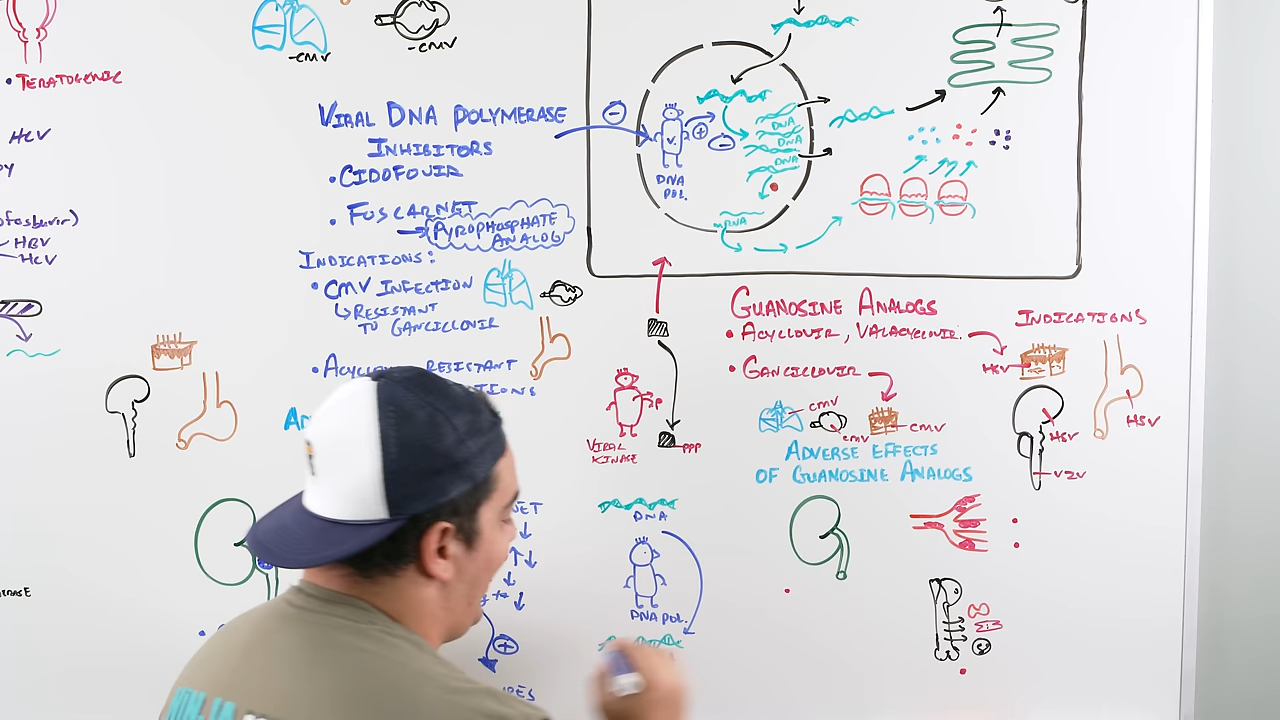 -CMV
-CMV
• TERATOGENIC
HCV
ofosbuvir)
HBV
HCV
VIRAL DNA POLYMERASE
INHIBITORS
• CIDOFOVIR
• FOSCARNET
PYROPHOSPHATE
ANALOG
INDICATIONS:
• CMV INFECTION
RESISTANT
TO GANCICLOVIR
RESISTANT
DNA
DNA
DNA
DNA
V.
DNA
POL.
mRNA
GUANOSINE ANALOGS
• ACYCLOVIR, VALACYCLOVIR
• GANCICLOVIR
CMV
CMV
CMV
INDICATIONS
HSV
HSV
HSV
VZV
VIRAL
KINASE
P
PPP
ADVERSE EFFECTS
OF GUANOSINE ANALOGS
DNA
DNA POL.